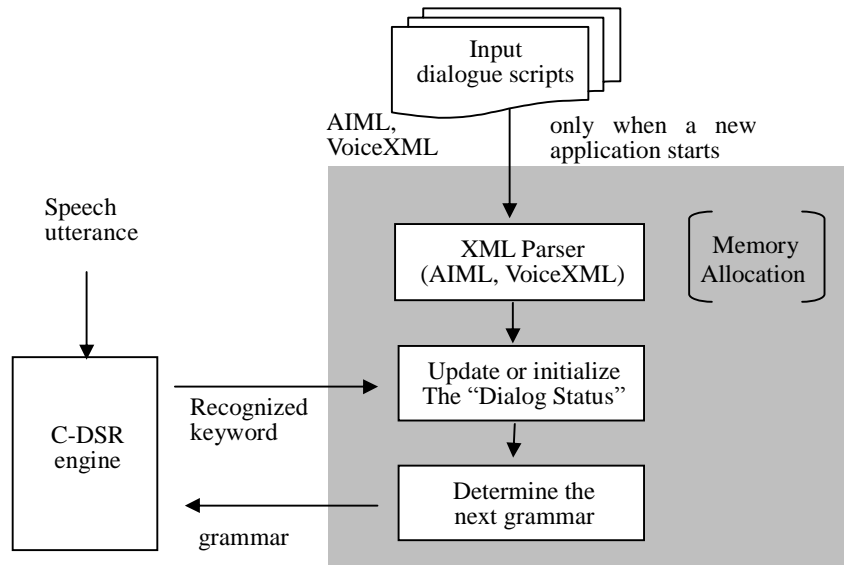 Input
dialogue scripts
AIML,
VoiceXML
only when a new
application starts
Speech
utterance
XML Parser
(AIML, VoiceXML)
Memory
Allocation
Update or initialize
The “Dialog Status”
Recognized
keyword
C-DSR
engine
Determine the
next grammar
grammar